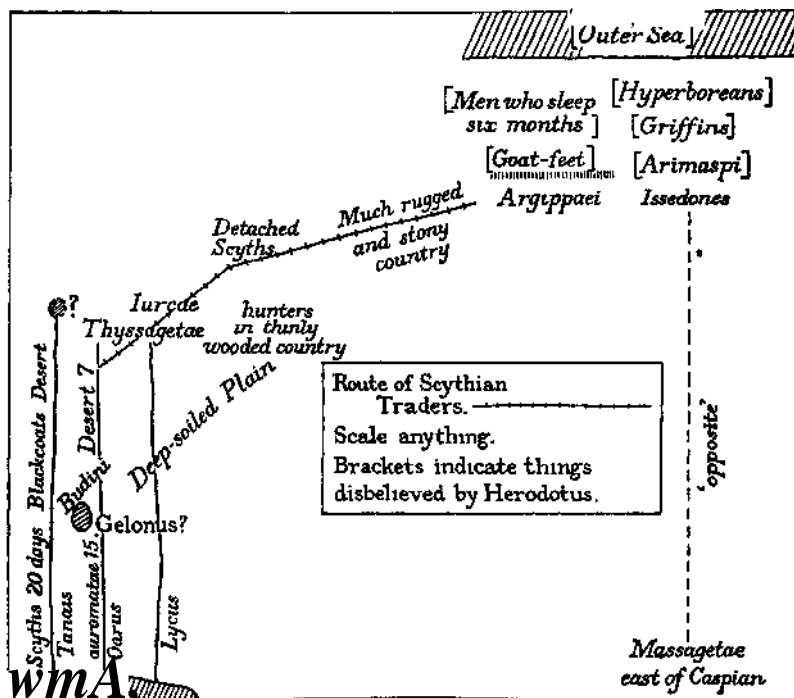 [Outer Sea]
[Men who sleep
six months]
[Hyperboreans]
[Griffins]
[Goat-feet]
[Arimaspi]
Argippaei
Issedones
Much rugged
and stony
country
Detached
Scyths
?
Iurcae
Thyssagetae
hunters
in thinly
wooded country
Desert 7
Deep-soiled Plain
Route of Scythian
Traders.
Scale anything.
Brackets indicate things
disbelieved by Herodotus.
'opposite'
Scyths 20 days Blackcoats Desert
Budini
Gelonus?
Tanais
auromatae 15.
Oarus
Lycus
Massagetae
east of Caspian
wmA.